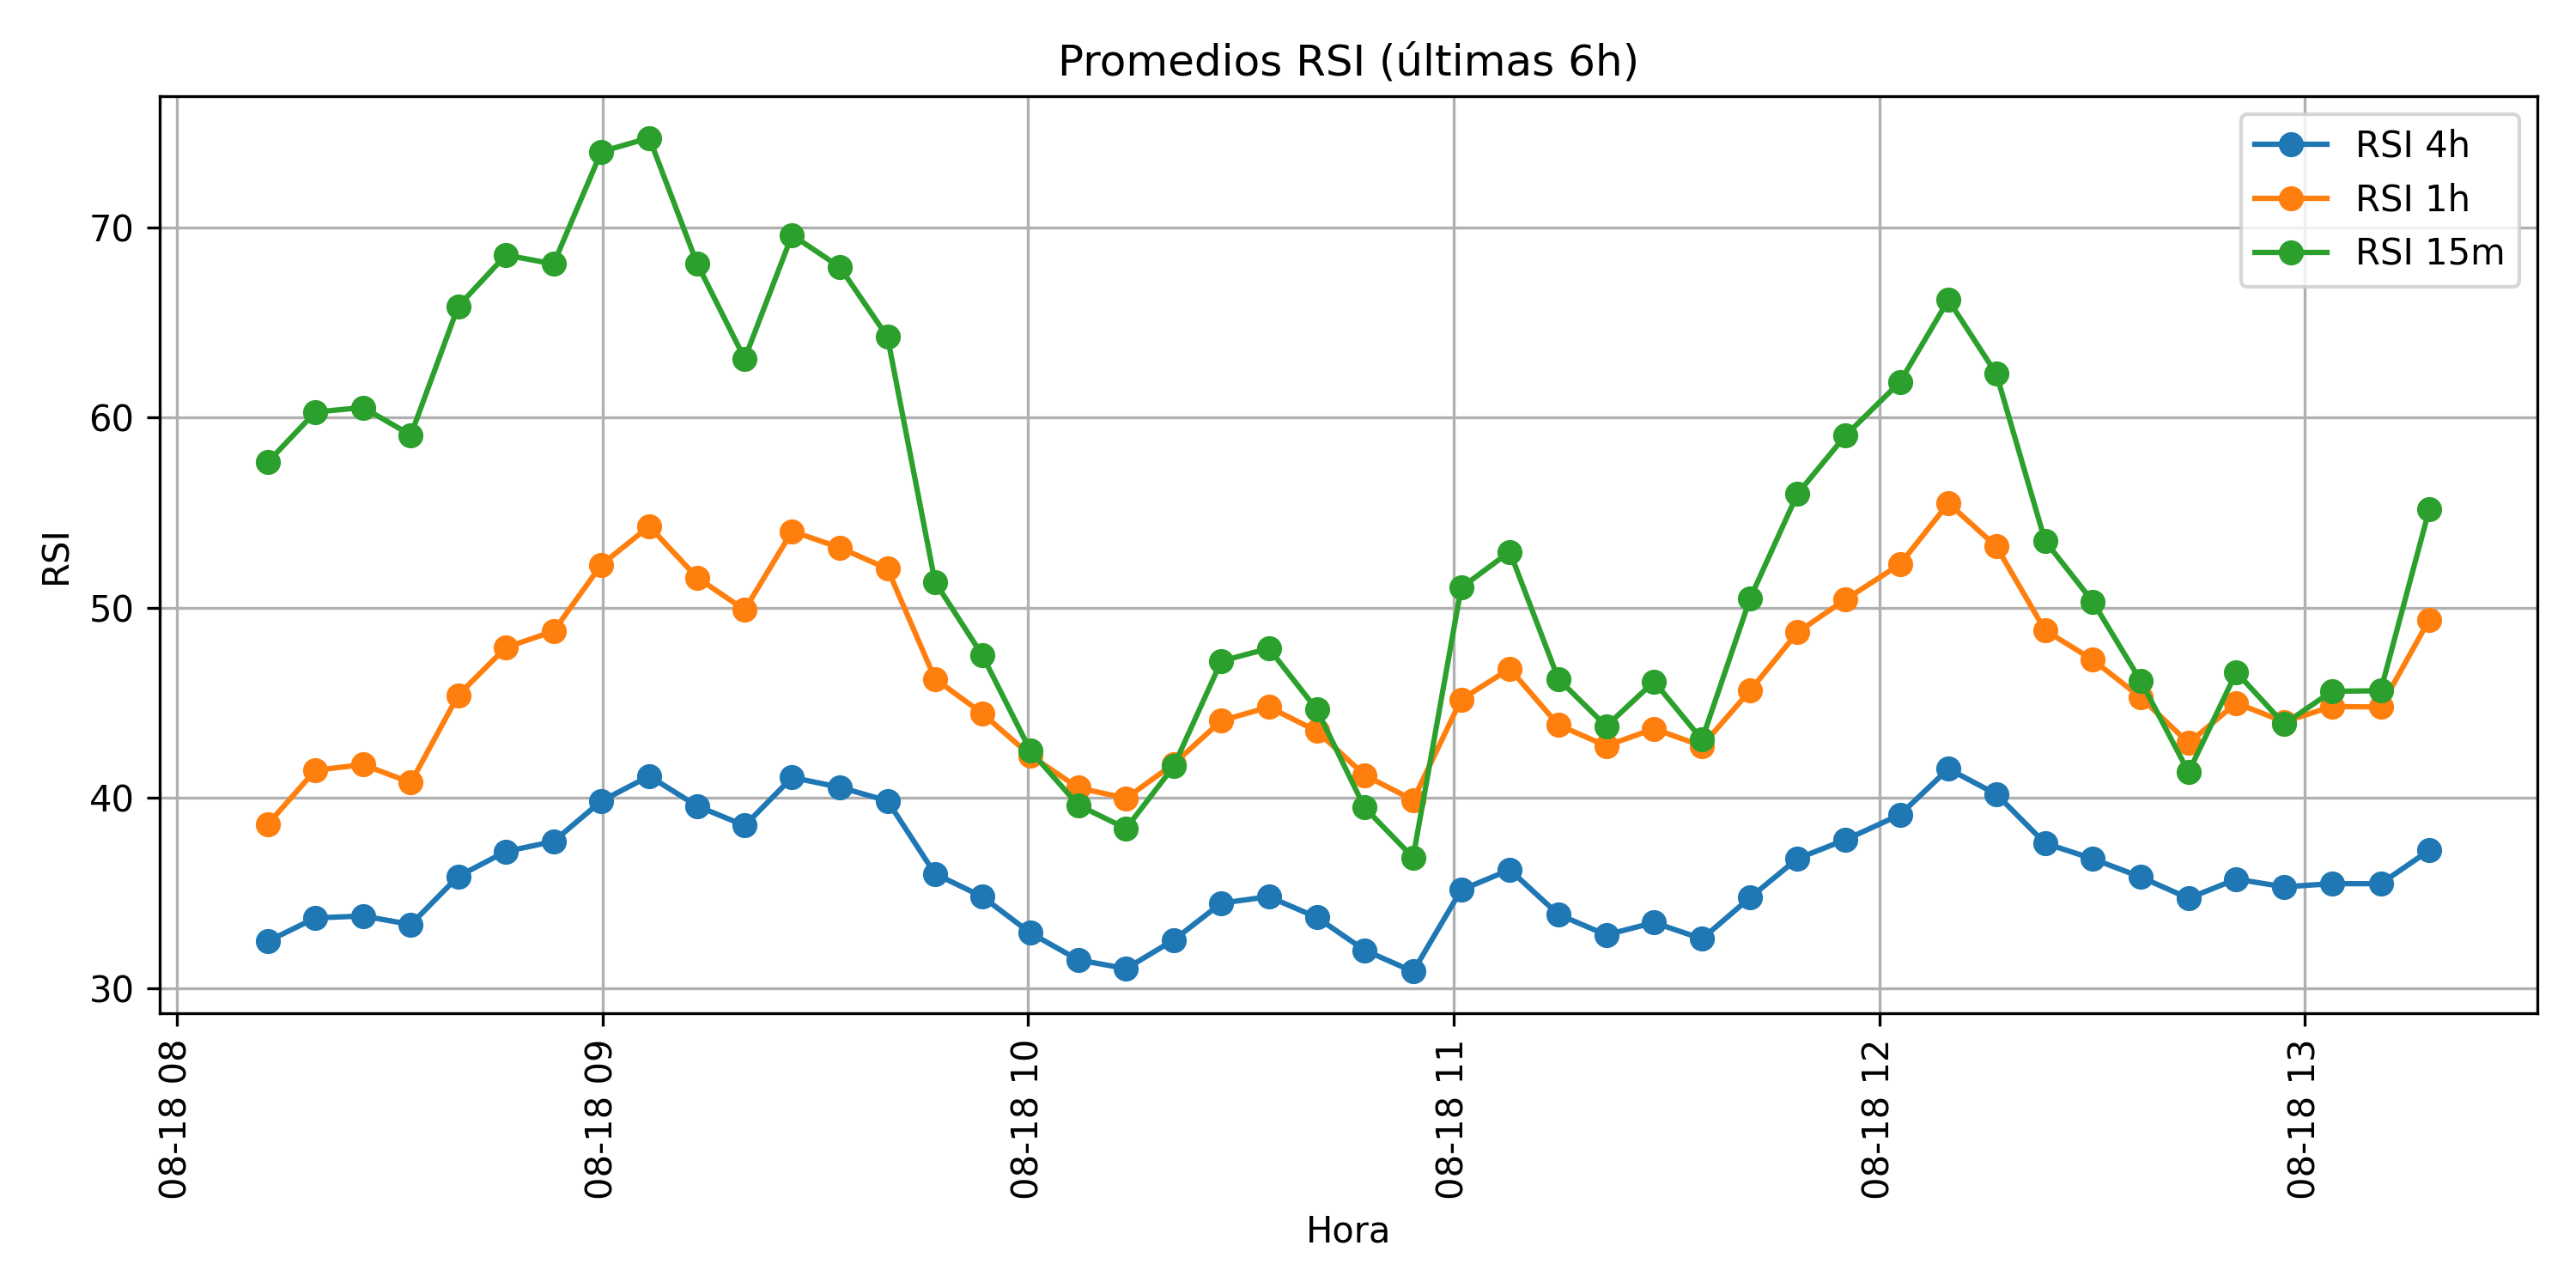 Promedios RSI (últimas 6h)
RSI 4h
RSI 1h
RSI 15m
RSI
70
60
50
40
30
08-18 08
08-18 09
08-18 10
08-18 11
08-18 12
08-18 13
Hora